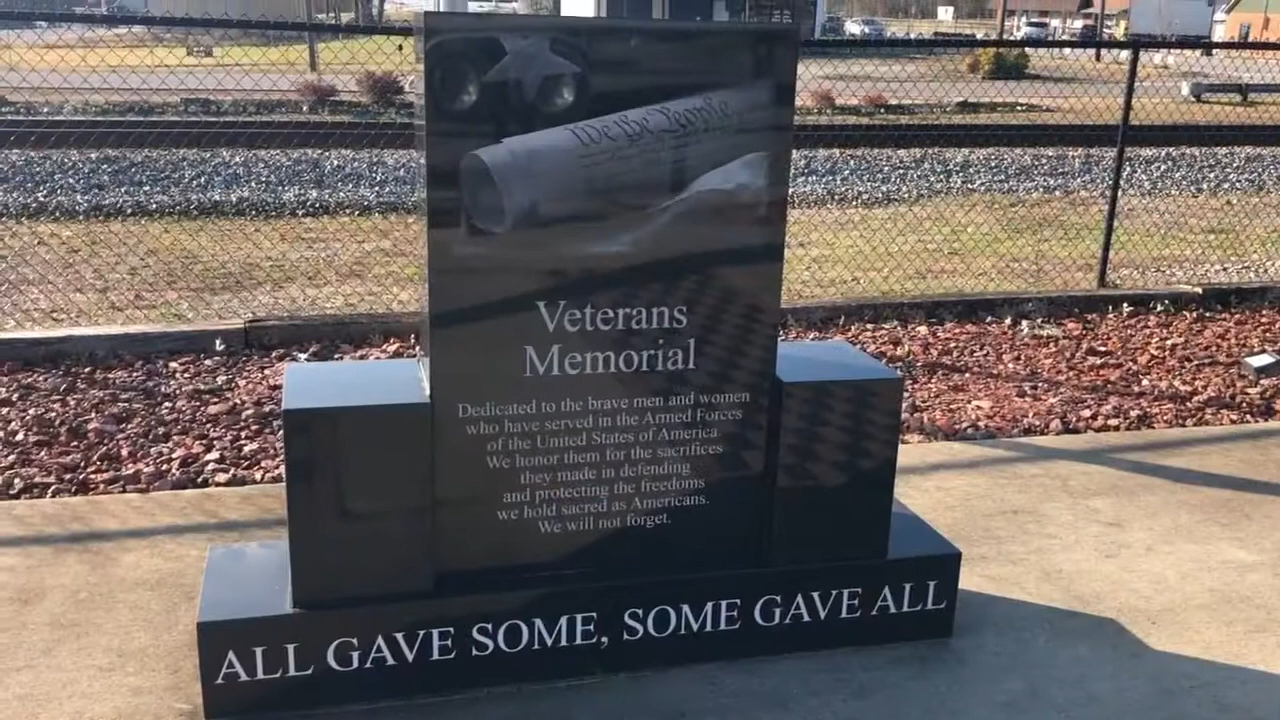 We the People
Veterans
Memorial
Dedicated to the brave men and women
who have served in the Armed Forces
of the United States of America.
We honor them for the sacrifices
they made in defending
and protecting the freedoms
we hold sacred as Americans.
We will not forget.
ALL GAVE SOME, SOME GAVE ALL